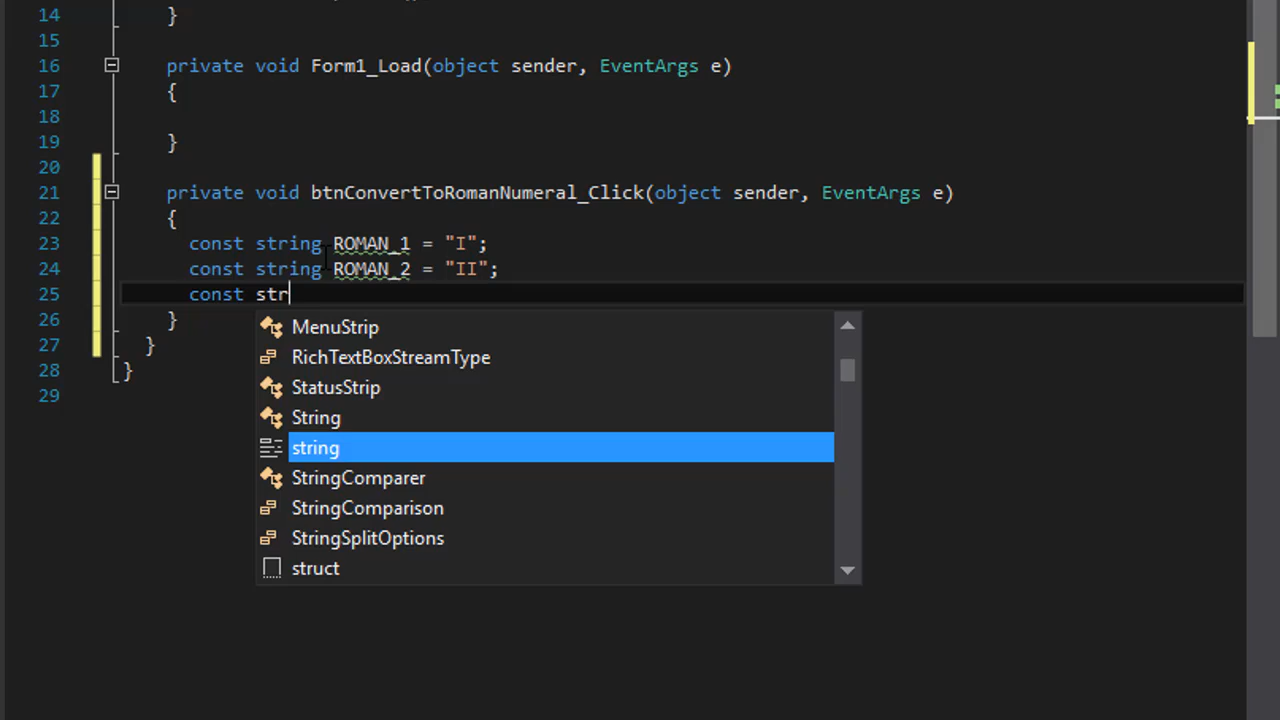 14 }
15
16 private void Form1_Load(object sender, EventArgs e)
17 {
18
19 }
20
21 private void btnConvertToRomanNumeral_Click(object sender, EventArgs e)
22 {
23 const string ROMAN_1 = "I";
24 const string ROMAN_2 = "II";
25 const str
26 }
27 }
28 }
29
MenuStrip
RichTextBoxStreamType
StatusStrip
String
string
StringComparer
StringComparison
StringSplitOptions
struct